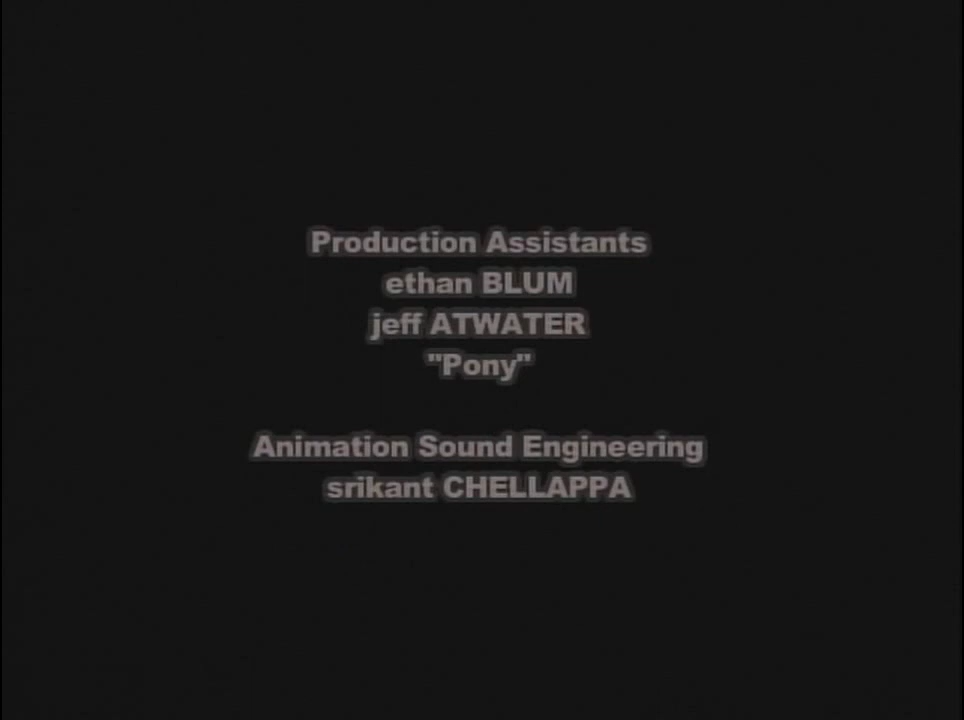 Production Assistants
ethan BLUM
jeff ATWATER
"Pony"
Animation Sound Engineering
srikant CHELLAPPA